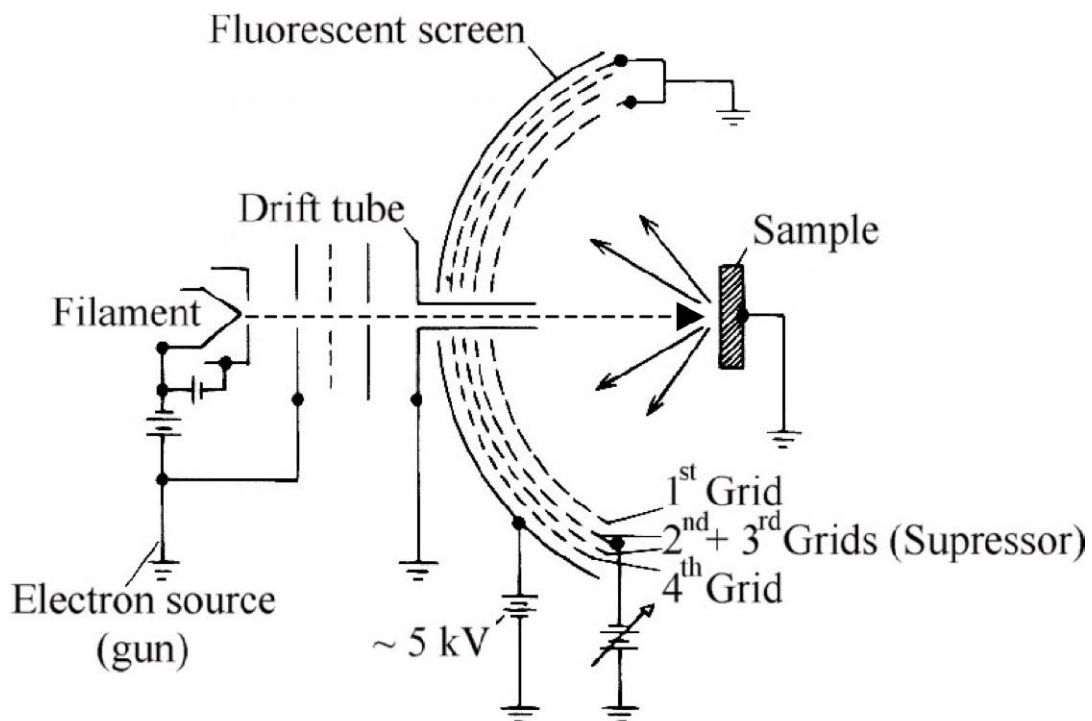 Fluorescent screen
Drift tube
Sample
Filament
1st Grid
2nd + 3rd Grids (Supressor)
4th Grid
Electron source
(gun)
~ 5 kV